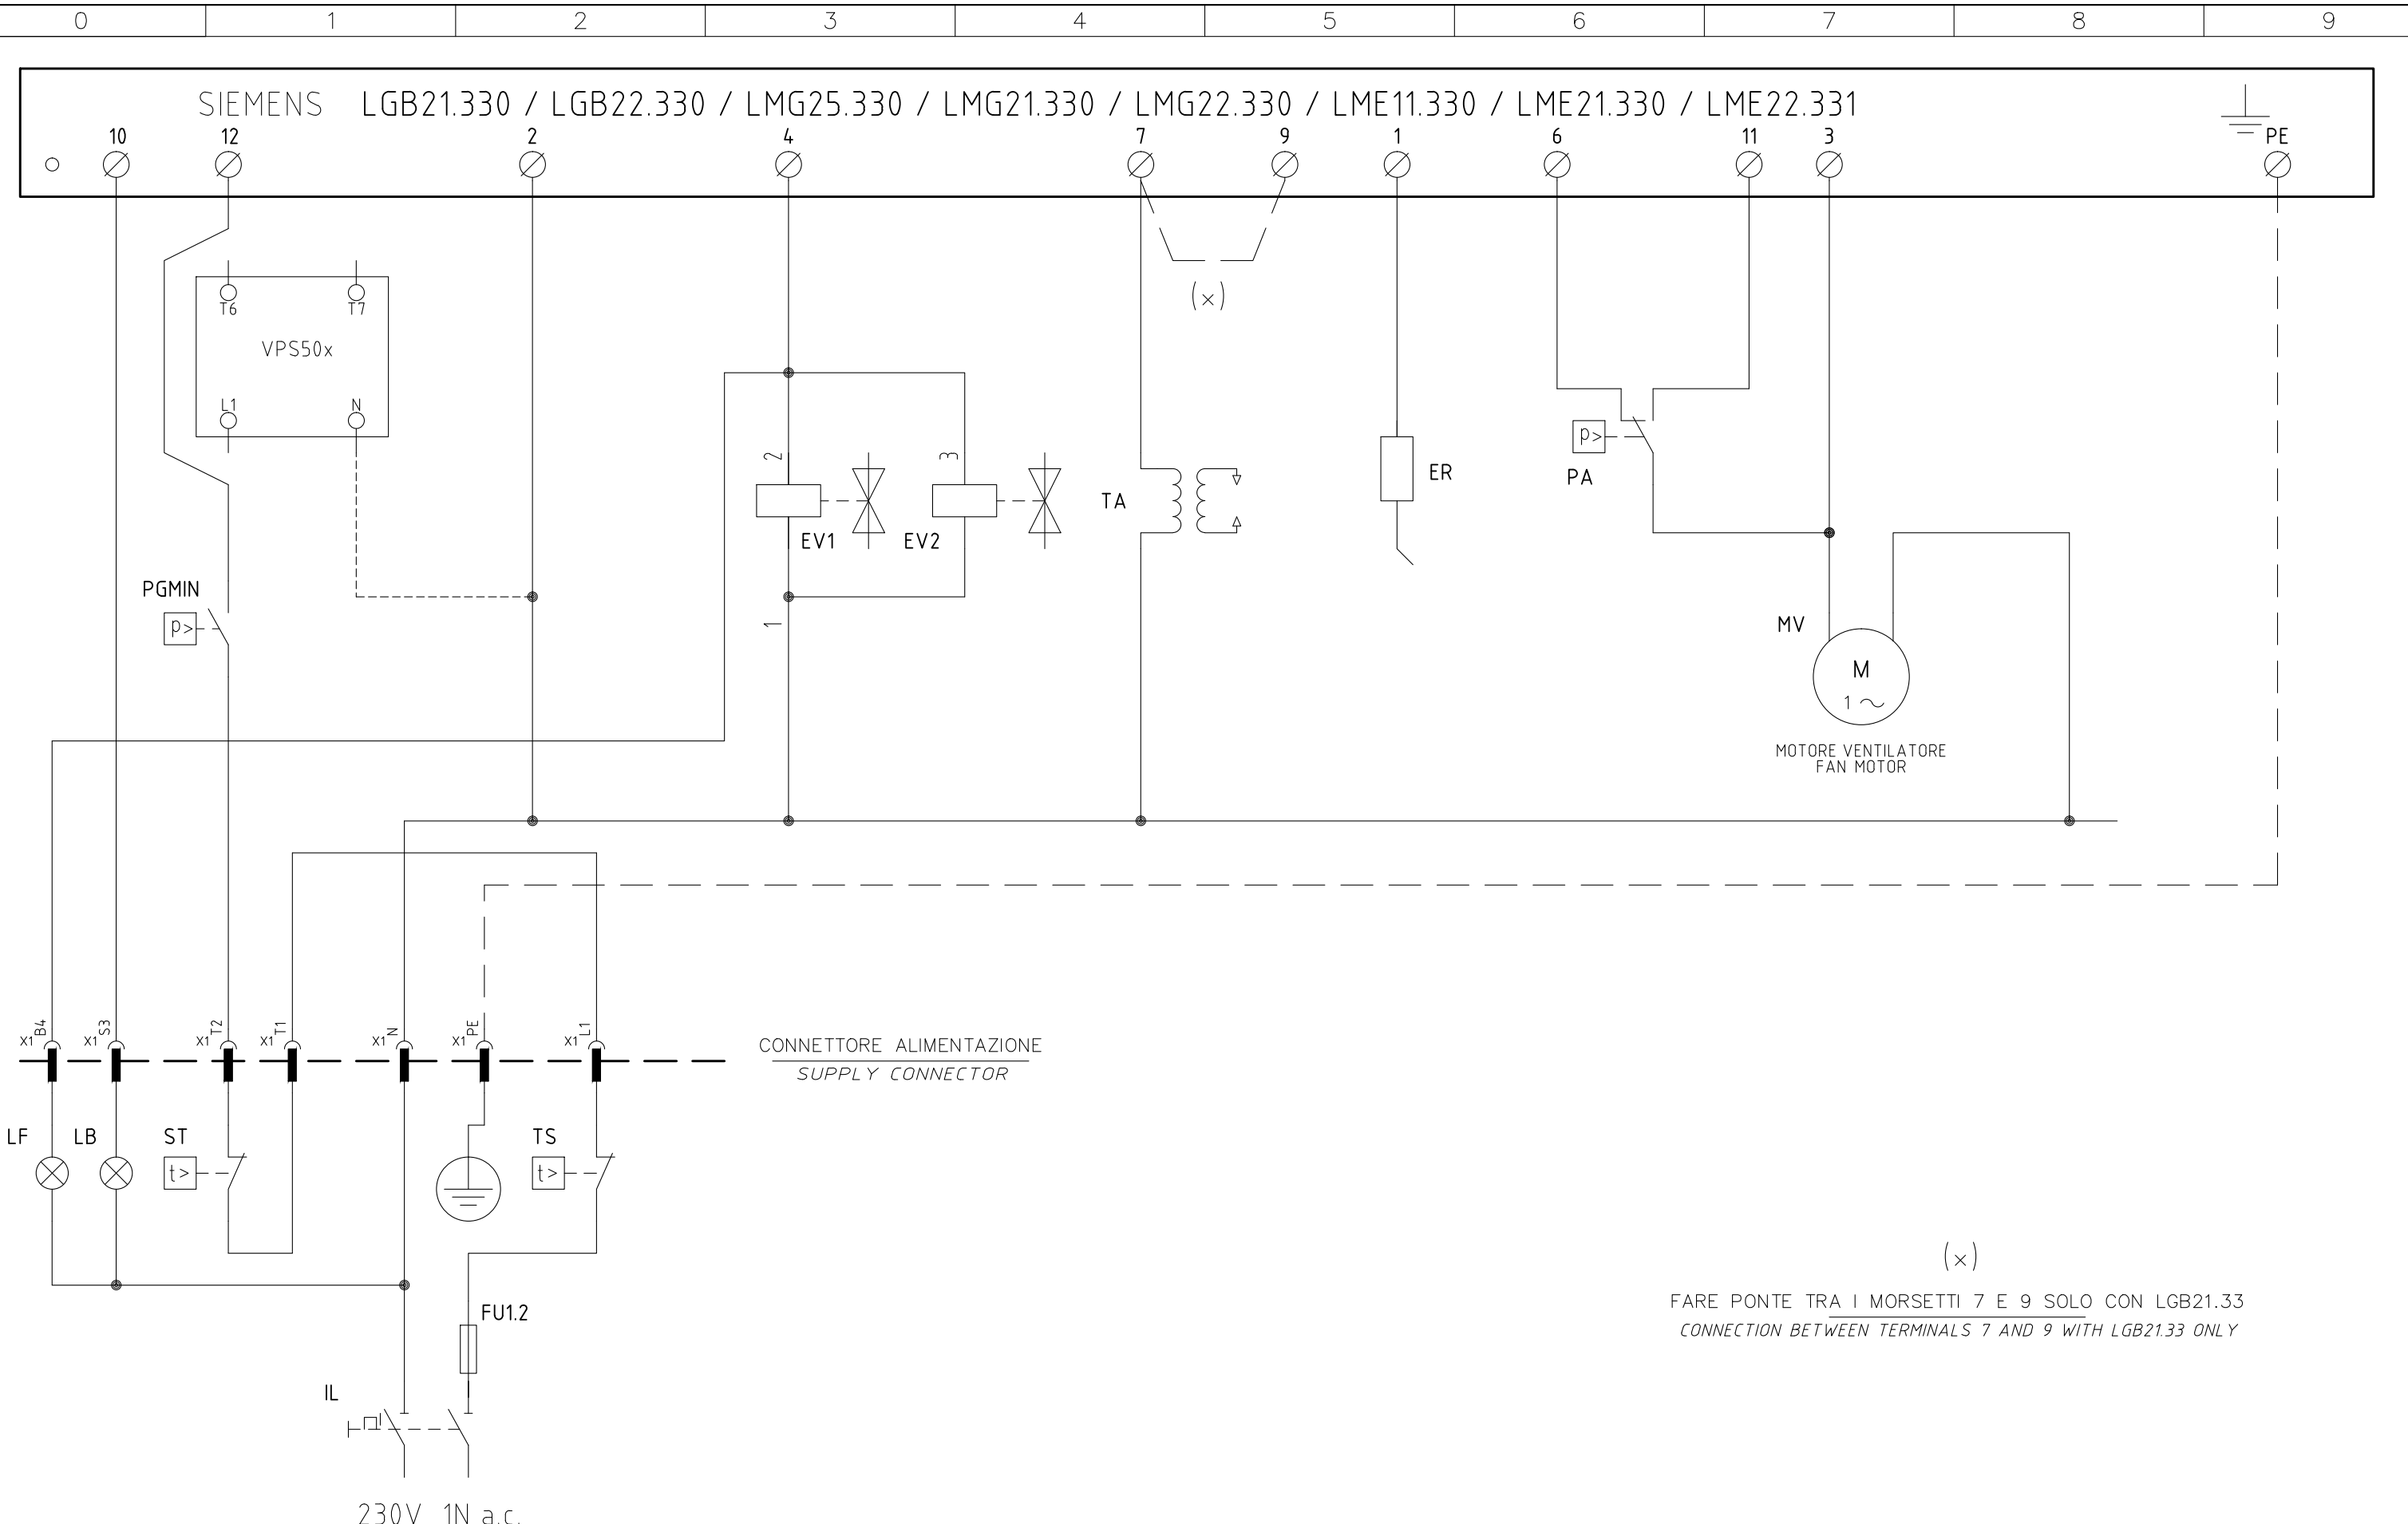 0 1 2 3 4 5 6 7 8 9
SIEMENS LGB21.330 / LGB22.330 / LMG25.330 / LMG21.330 / LMG22.330 / LME11.330 / LME21.330 / LME22.331
10 12 2 4 7 9 1 6 11 3 PE
T6 T7
(x)
VPS50x
L1 N
p>
2 3
ER
PA
TA
EV1 EV2
PGMIN
p>
1
MV
M
1
MOTORE VENTILATORE
FAN MOTOR
X1 B4 X1 S3 X1 T2 X1 T1 X1 N X1 PE X1 L1
CONNETTORE ALIMENTAZIONE
SUPPLY CONNECTOR
LF LB ST TS
t> t>
(x)
FARE PONTE TRA I MORSETTI 7 E 9 SOLO CON LGB21.33
CONNECTION BETWEEN TERMINALS 7 AND 9 WITH LGB21.33 ONLY
FU1.2
IL
230V 1N a.c.